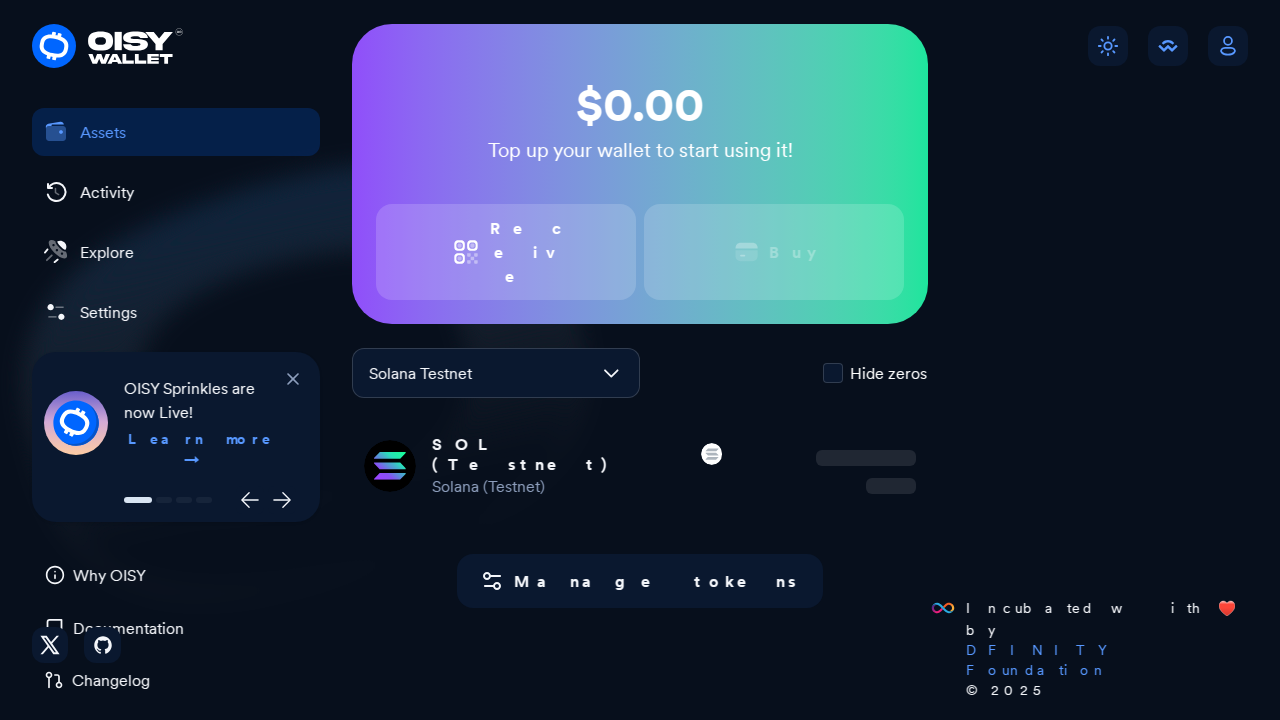 OISY
WALLET
Assets
Activity
Explore
Settings
OISY Sprinkles are
now Live!
Learn more
→
Why OISY
Documentation
Changelog
$0.00
Top up your wallet to start using it!
Receive
Buy
Solana Testnet
Hide zeros
SOL
(Testnet)
Solana (Testnet)
Manage tokens
Incubated with ❤️
by
DFINITY
Foundation
© 2025